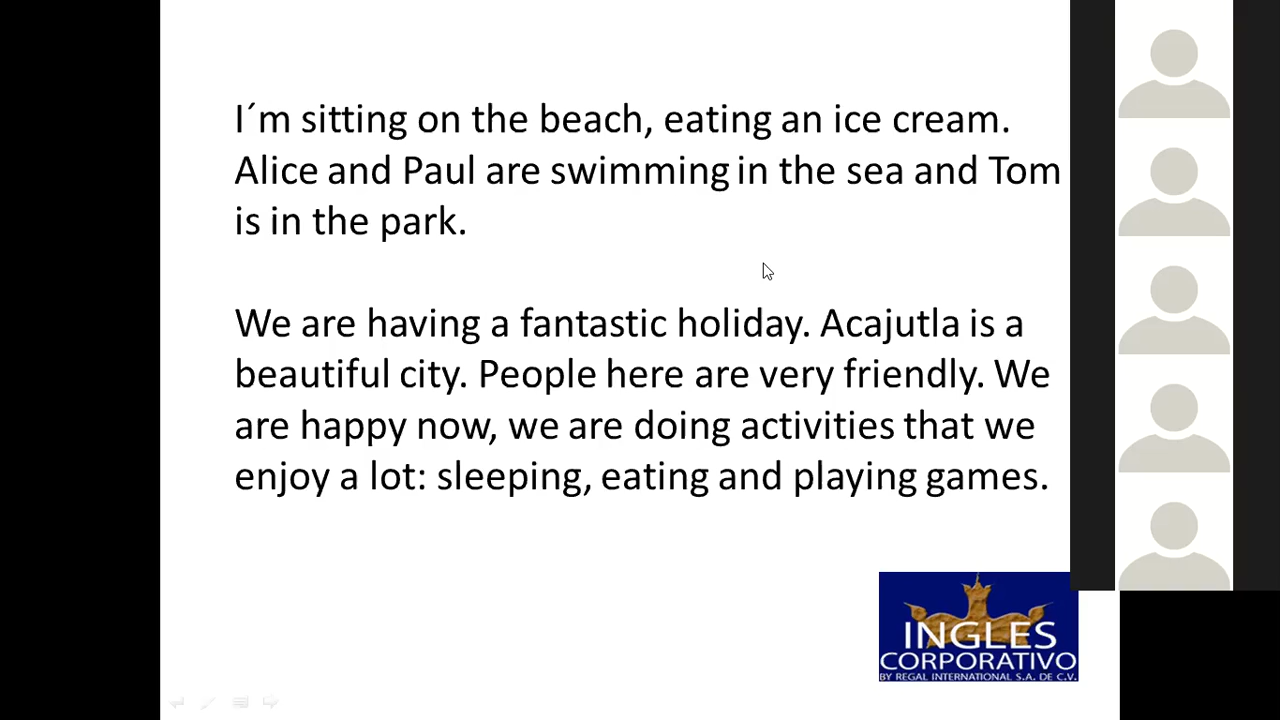 I´m sitting on the beach, eating an ice cream.
Alice and Paul are swimming in the sea and Tom
is in the park.
We are having a fantastic holiday. Acajutla is a
beautiful city. People here are very friendly. We
are happy now, we are doing activities that we
enjoy a lot: sleeping, eating and playing games.
INGLES
CORPORATIVO
BY REGAL INTERNATIONAL S.A. DE C.V.